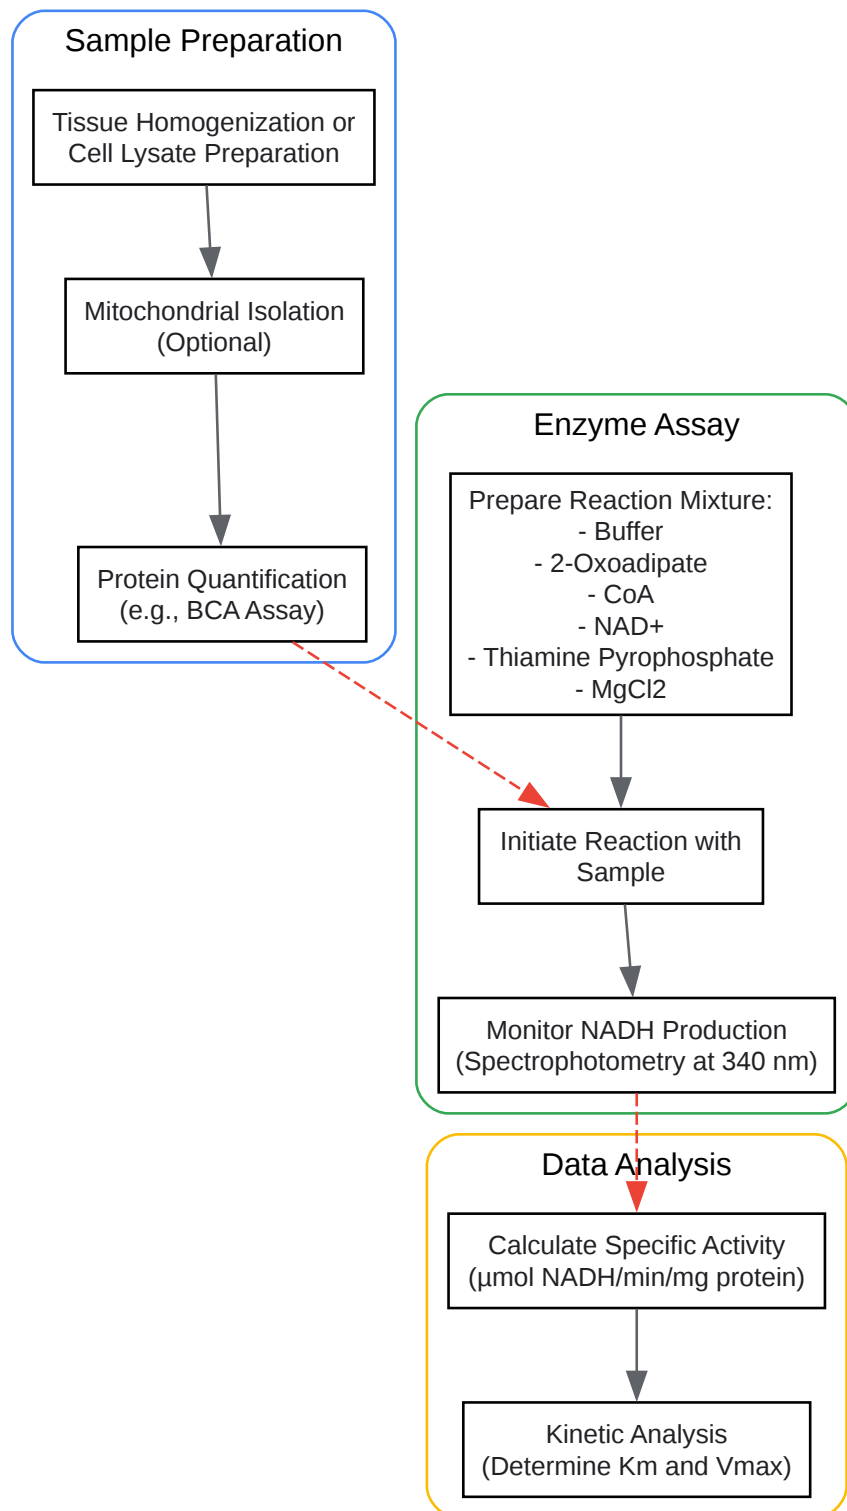 Sample Preparation
Tissue Homogenization or
Cell Lysate Preparation
Mitochondrial Isolation
(Optional)
Protein Quantification
(e.g., BCA Assay)
Enzyme Assay
Prepare Reaction Mixture:
- Buffer
- 2-Oxoadipate
- CoA
- NAD+
- Thiamine Pyrophosphate
- MgCl2
Initiate Reaction with
Sample
Monitor NADH Production
(Spectrophotometry at 340 nm)
Data Analysis
Calculate Specific Activity
(µmol NADH/min/mg protein)
Kinetic Analysis
(Determine Km and Vmax)